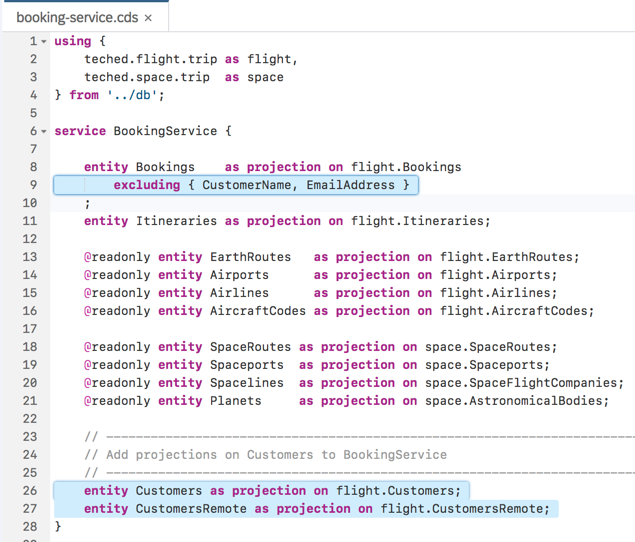 booking-service.cds ×
1 using {
2 teched.flight.trip as flight,
3 teched.space.trip as space
4 } from '../db';
5
6 service BookingService {
7
8 entity Bookings as projection on flight.Bookings
9 excluding { CustomerName, EmailAddress }
10 ;
11 entity Itineraries as projection on flight.Itineraries;
12
13 @readonly entity EarthRoutes as projection on flight.EarthRoutes;
14 @readonly entity Airports as projection on flight.Airports;
15 @readonly entity Airlines as projection on flight.Airlines;
16 @readonly entity AircraftCodes as projection on flight.AircraftCodes;
17
18 @readonly entity SpaceRoutes as projection on space.SpaceRoutes;
19 @readonly entity Spaceports as projection on space.Spaceports;
20 @readonly entity Spacelines as projection on space.SpaceFlightCompanies;
21 @readonly entity Planets as projection on space.AstronomicalBodies;
22
23 // ------------------------------------------------------------------------
24 // Add projections on Customers to BookingService
25 // ------------------------------------------------------------------------
26 entity Customers as projection on flight.Customers;
27 entity CustomersRemote as projection on flight.CustomersRemote;
28 }